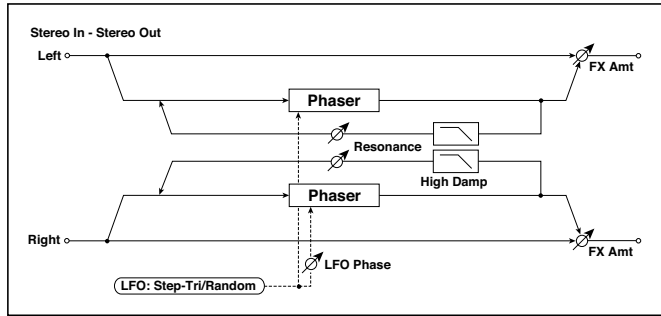 Stereo In - Stereo Out
Left
FX Amt
Phaser
Resonance
High Damp
Phaser
Right
FX Amt
LFO Phase
LFO: Step-Tri/Random